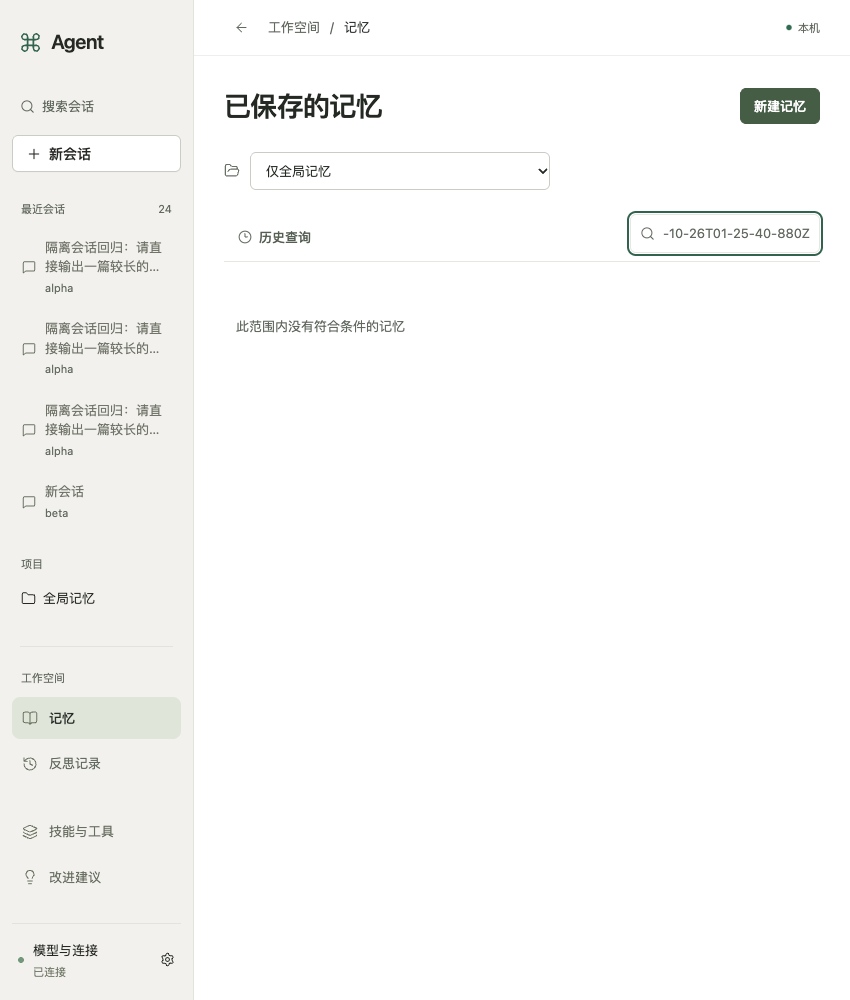 Agent
搜索会话
新会话
最近会话 24
隔离会话回归：请直
接输出一篇较长的...
alpha
隔离会话回归：请直
接输出一篇较长的...
alpha
隔离会话回归：请直
接输出一篇较长的...
alpha
新会话
beta
项目
全局记忆
工作空间
记忆
反思记录
技能与工具
改进建议
模型与连接
已连接
工作空间 / 记忆
本机
已保存的记忆
新建记忆
仅全局记忆
历史查询
-10-26T01-25-40-880Z
此范围内没有符合条件的记忆